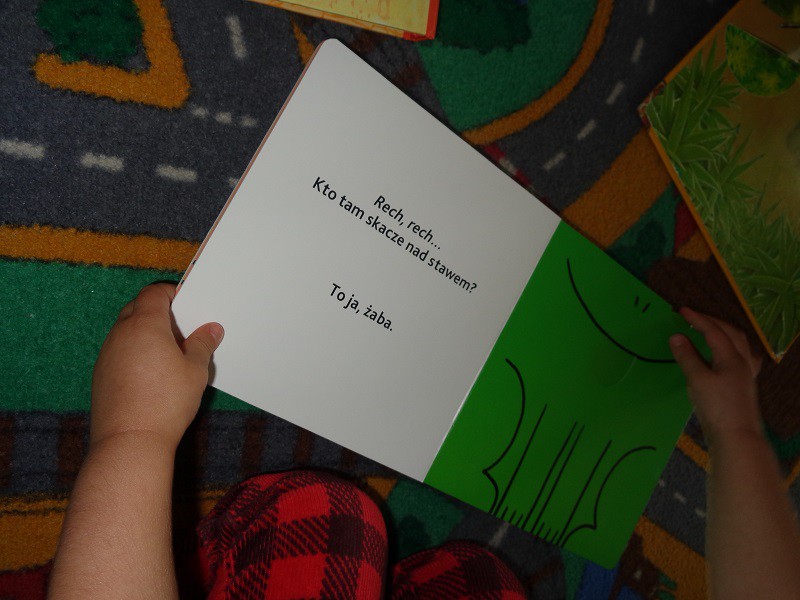 Rech, rech...
Kto tam skacze nad stawem?
To ja, żaba.